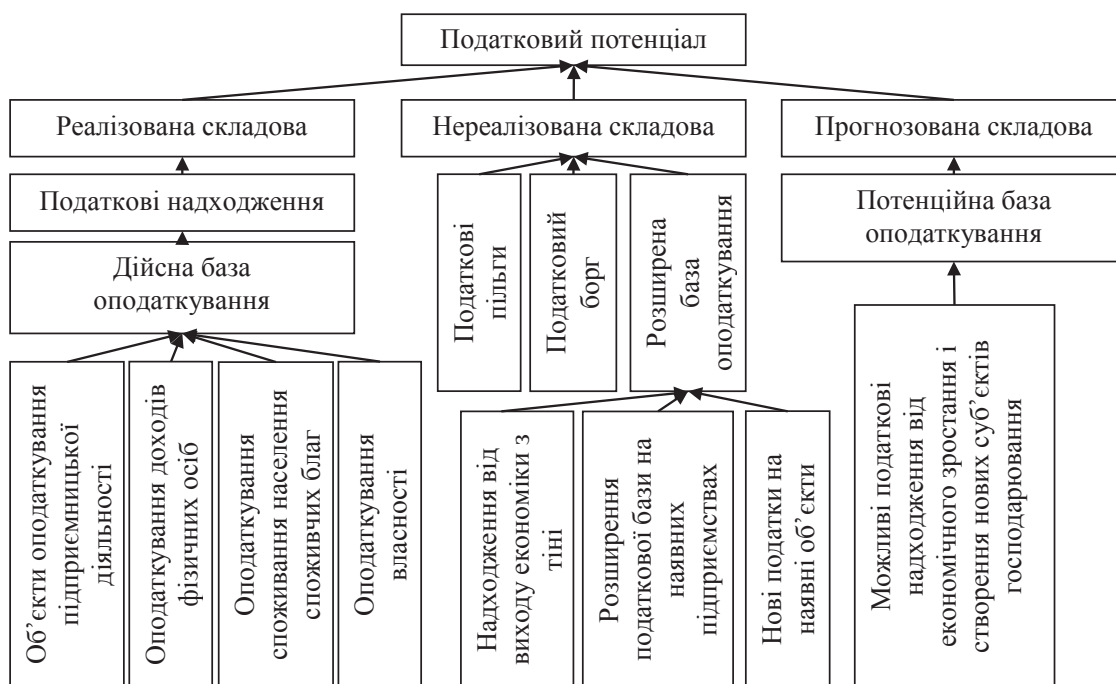 Податковий потенціал
Реалізована складова
Нереалізована складова
Прогнозована складова
Податкові надходження
Дійсна база
оподаткування
Податкові
пільги
Податковий
борг
Розширена
база
оподаткування
Потенційна база
оподаткування
Об’єкти оподаткування
підприємницької
діяльності
Оподаткування доходів
фізичних осіб
Оподаткування
споживання населення
споживчих благ
Оподаткування
власності
Надходження від
виходу економіки з
тіні
Розширення
податкової бази на
наявних
підприємствах
Нові податки на
наявні об’єкти
Можливі податкові
надходження від
економічного зростання і
створення нових суб’єктів
господарювання